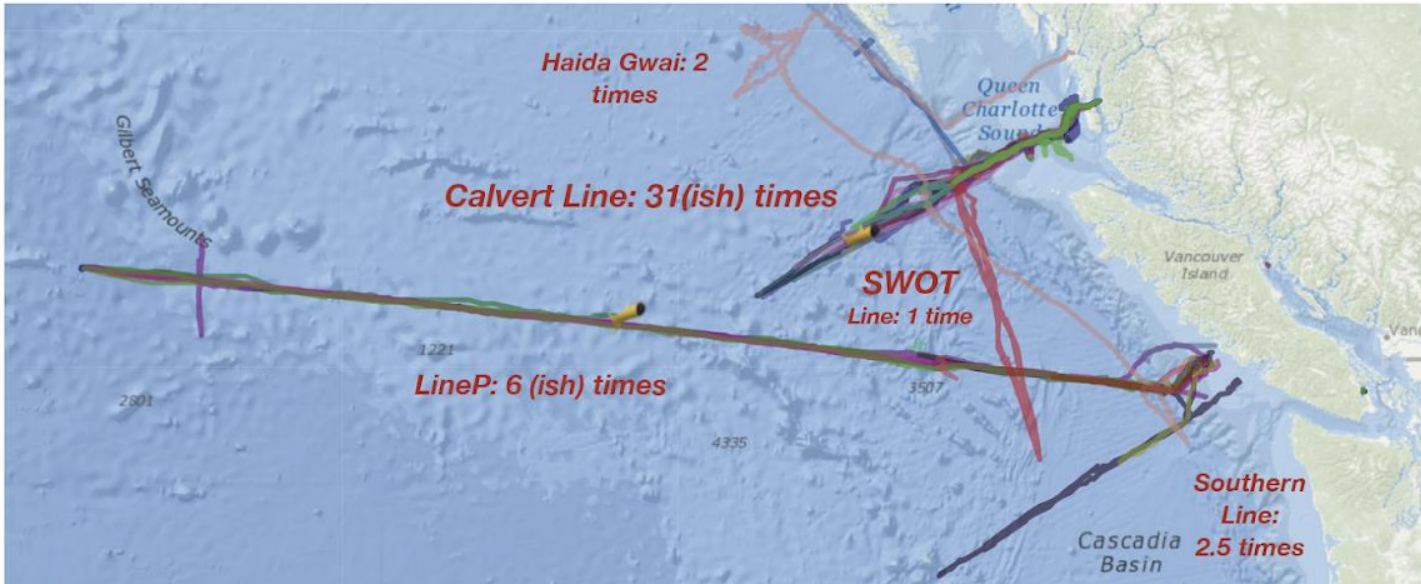 Haida Gwai: 2
times
Queen
Charlotte
Sound
Gilbert Seamounts
Calvert Line: 31(ish) times
Vancouver
Island
SWOT
Line: 1 time
1221
LineP: 6 (ish) times
2801
3507
4335
Southern
Line:
2.5 times
Cascadia
Basin